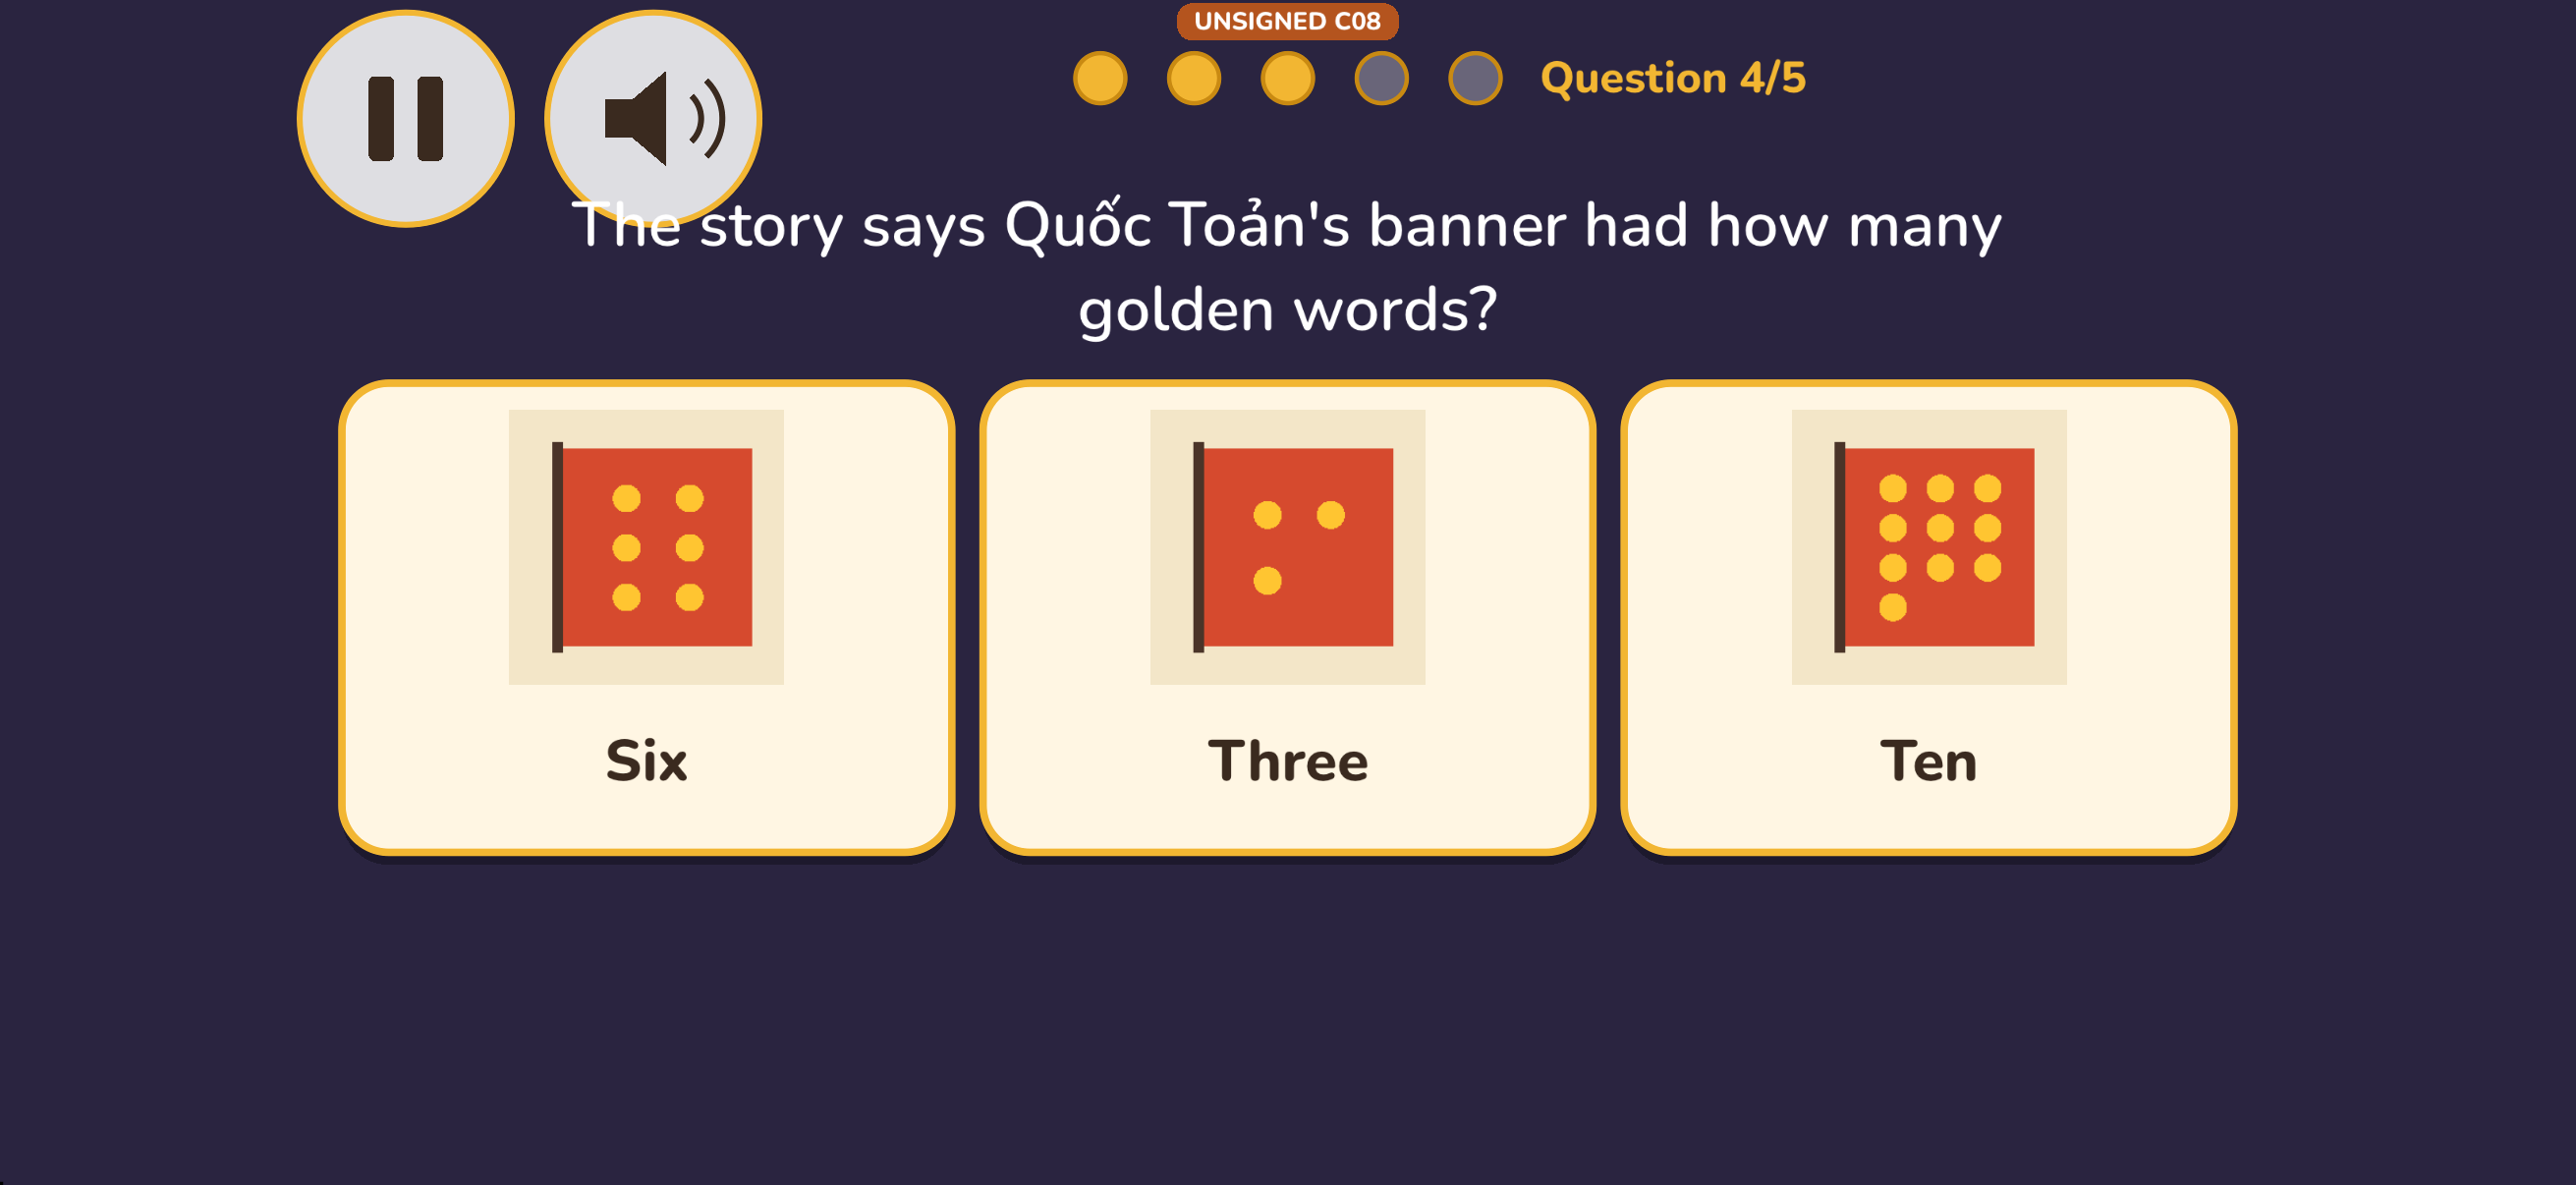 UNSIGNED C08
Question 4/5
The story says Quốc Toản's banner had how many
golden words?
Six
Three
Ten